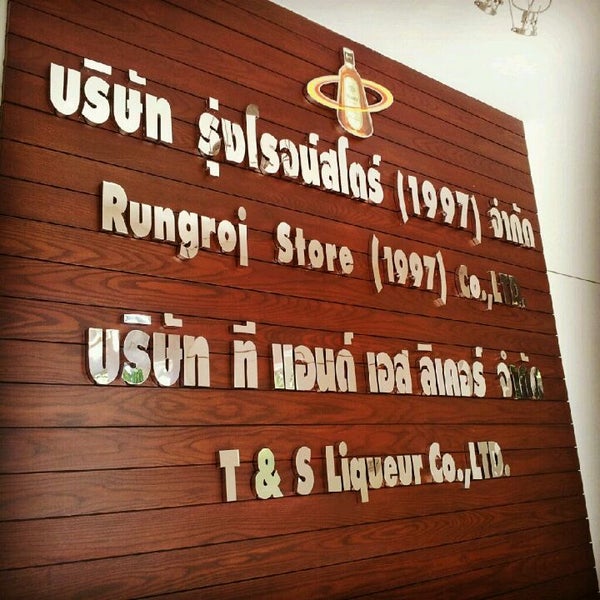 บริษัท รุ่งโรจน์สโตร์ (1997) จำกัด
Rungroj Store (1997) Co.,LTD.
บริษัท ที แอนด์ เอส ลิเคอร์ จำกัด
T & S Liqueur Co.,LTD.